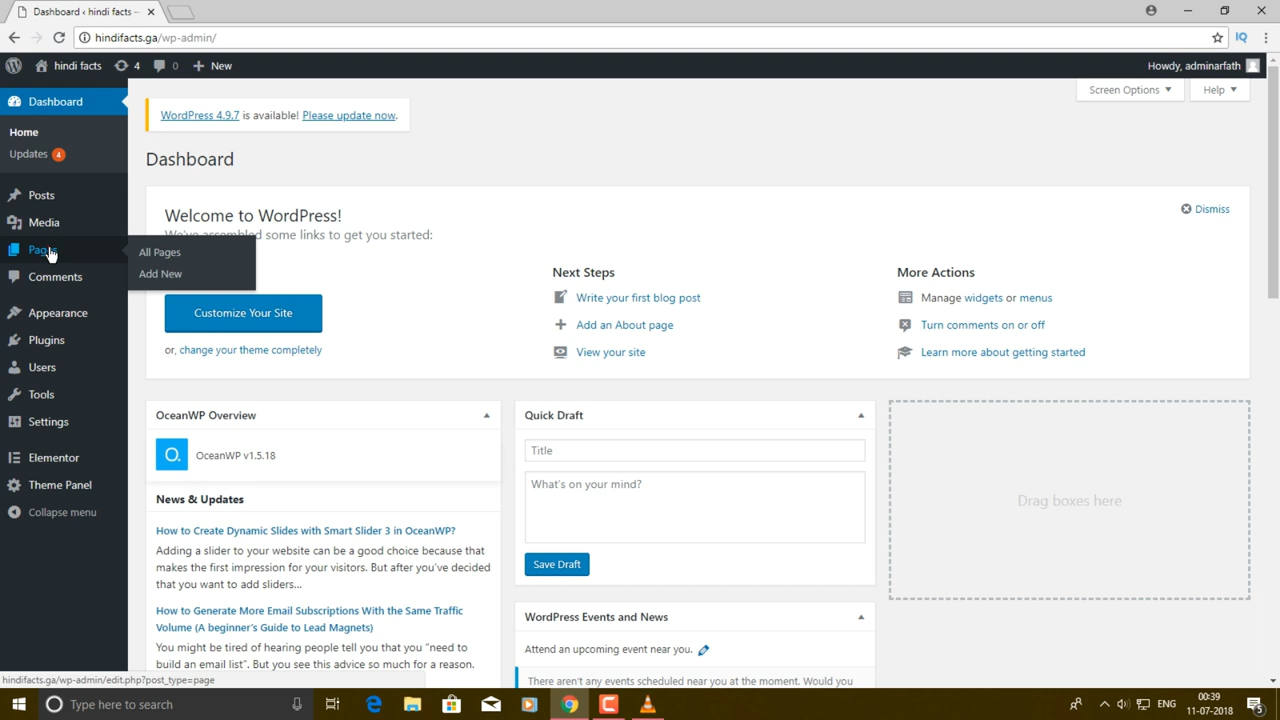 Dashboard ‹ hindi facts –
hindifacts.ga/wp-admin/
hindi facts
4
0
New
Howdy, adminarfath
Dashboard
Home
Updates 4
Posts
Media
Pages
Comments
Appearance
Plugins
Users
Tools
Settings
Elementor
Theme Panel
Collapse menu
All Pages
Add New
Screen Options
Help
WordPress 4.9.7 is available! Please update now.
Dashboard
Welcome to WordPress!
We've assembled some links to get you started:
Dismiss
Customize Your Site
or, change your theme completely
Next Steps
Write your first blog post
Add an About page
View your site
More Actions
Manage widgets or menus
Turn comments on or off
Learn more about getting started
OceanWP Overview
O.
OceanWP v1.5.18
News & Updates
How to Create Dynamic Slides with Smart Slider 3 in OceanWP?
Adding a slider to your website can be a good choice because that
makes the first impression for your visitors. But after you've decided
that you want to add sliders...
How to Generate More Email Subscriptions With the Same Traffic
Volume (A beginner's Guide to Lead Magnets)
You might be tired of hearing people tell you that you "need to
build an email list". But you see this advice so much for a reason.
Quick Draft
Title
What's on your mind?
Save Draft
WordPress Events and News
Attend an upcoming event near you.
There aren't any events scheduled near you at the moment. Would you
Drag boxes here
hindifacts.ga/wp-admin/edit.php?post_type=page
Type here to search
ENG
00:39
11-07-2018
5